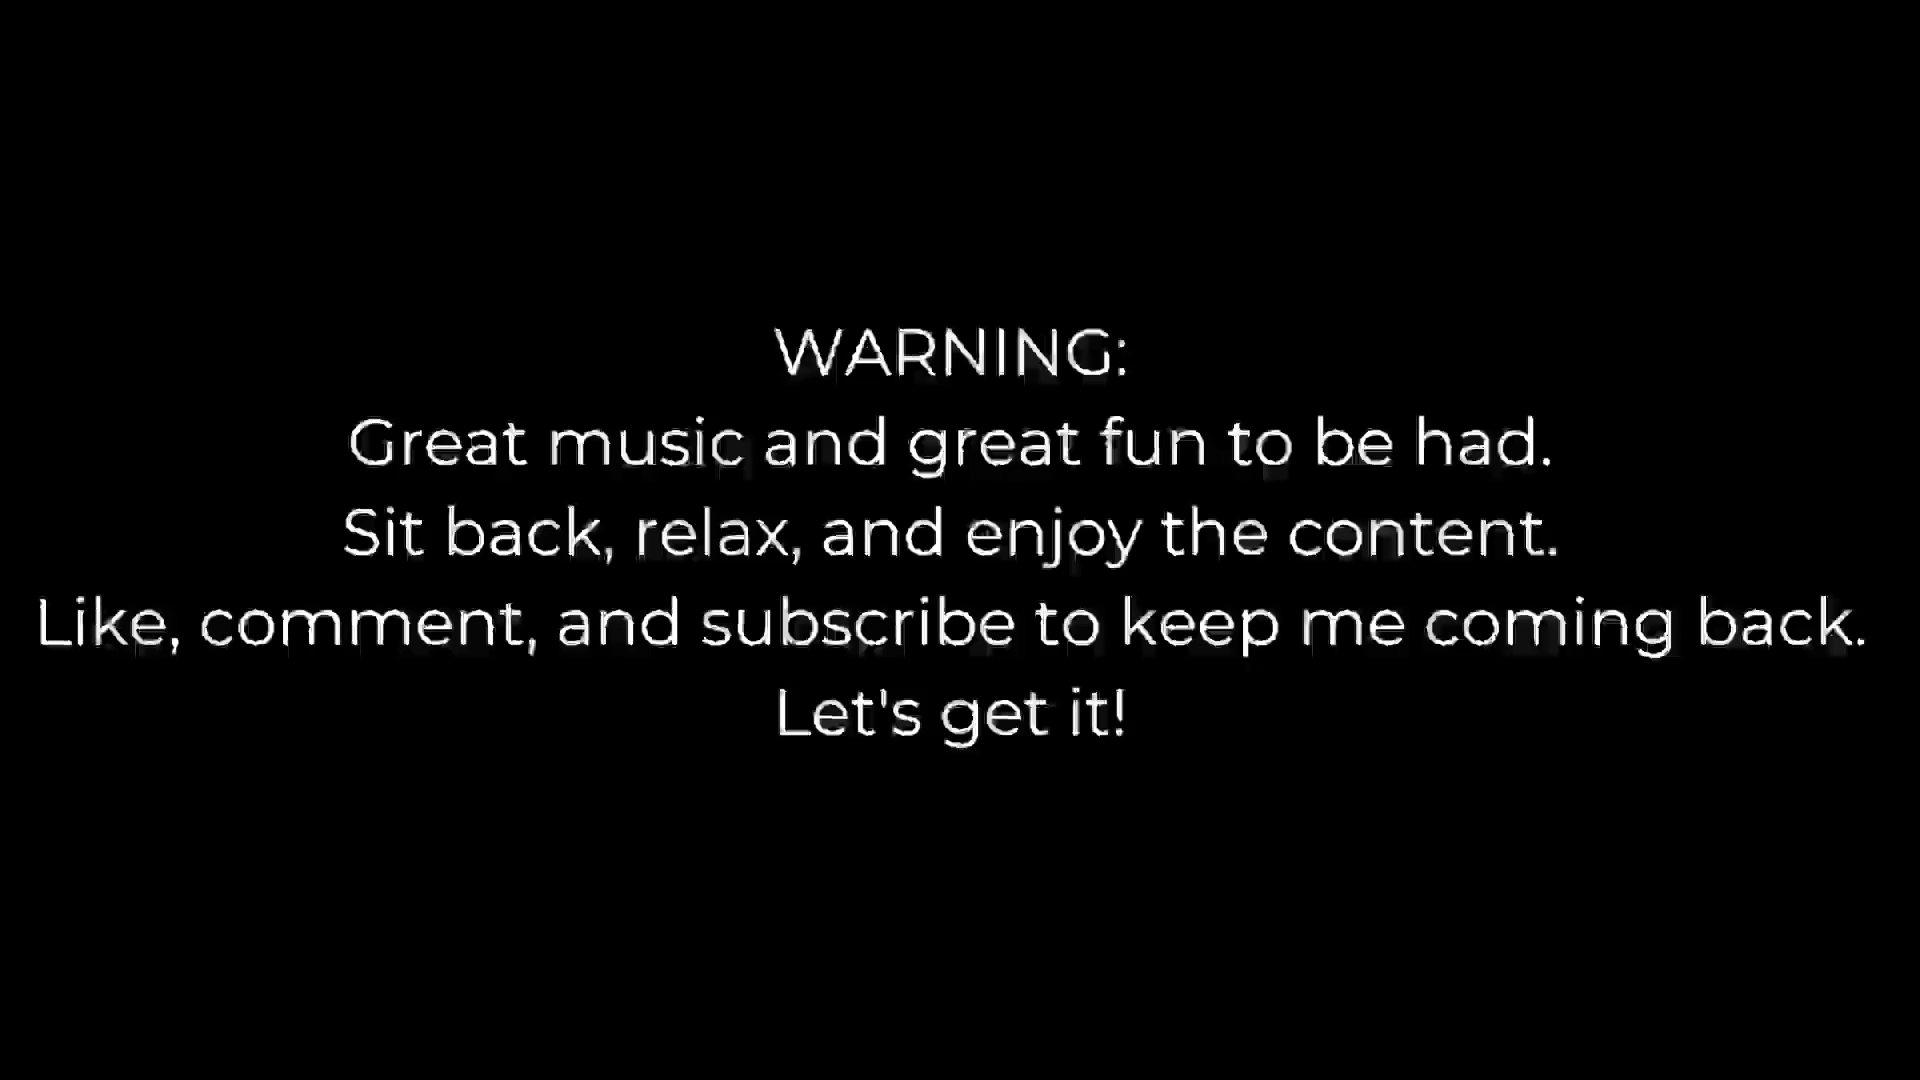 WARNING:
Great music and great fun to be had.
Sit back, relax, and enjoy the content.
Like, comment, and subscribe to keep me coming back.
Let's get it!